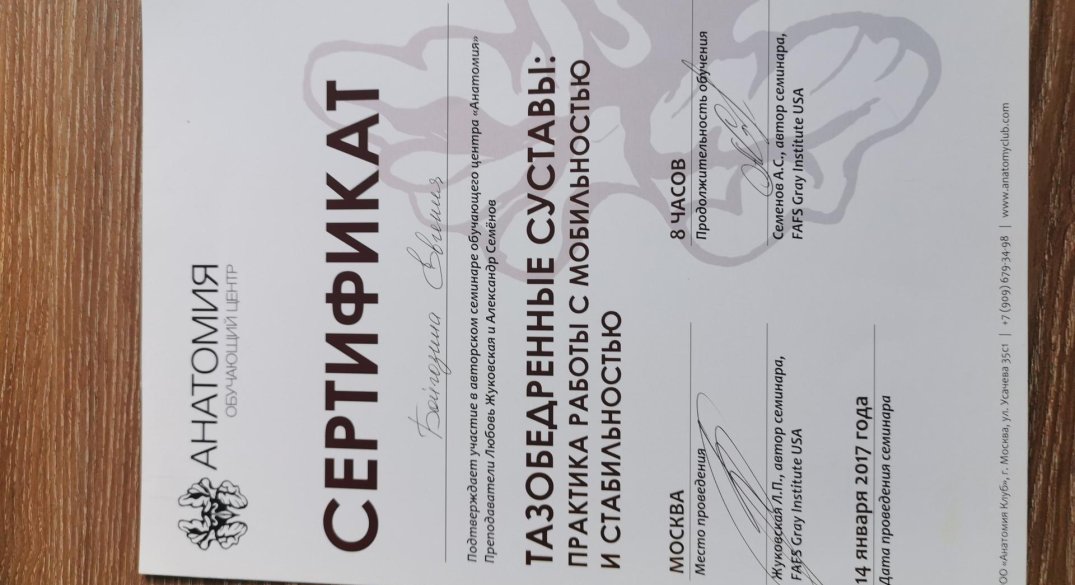 АНАТОМИЯ
ОБУЧАЮЩИЙ ЦЕНТР
СЕРТИФИКАТ
Евгения
Подтверждает участие в авторском семинаре обучающего центра «Анатомия»
Преподаватели Любовь Жуковская и Александр Семёнов
ТАЗОБЕДРЕННЫЕ СУСТАВЫ:
ПРАКТИКА РАБОТЫ С МОБИЛЬНОСТЬЮ
И СТАБИЛЬНОСТЬЮ
МОСКВА
Место проведения
8 ЧАСОВ
Продолжительность обучения
Жуковская Л.П., автор семинара,
FAFS Gray Institute USA
Семенов А.С., автор семинара,
FAFS Gray Institute USA
14 января 2017 года
Дата проведения семинара
ОО «Анатомия Клуб», г. Москва, ул. Усачева 35с1 | +7 (909) 679-34-98 | www.anatomyclub.com